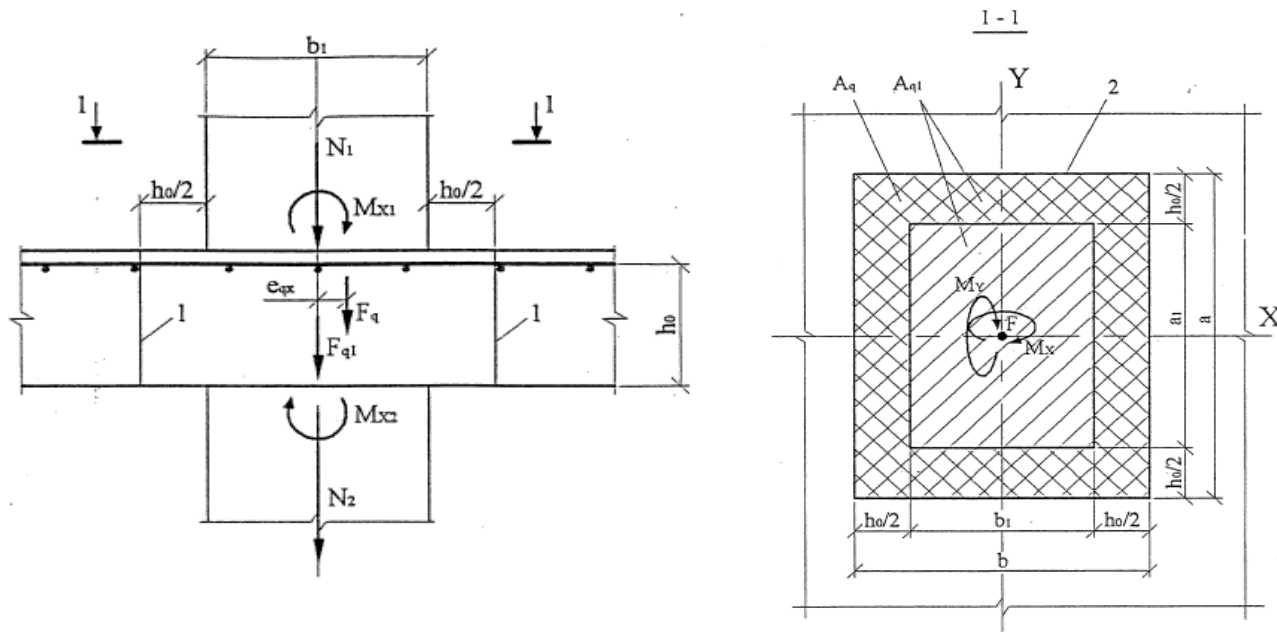 b₁
1
1
N₁
h₀/2
Mx₁
h₀/2
eqx
Fq
1
Fq₁
1
h₀
Mx₂
N₂
1 - 1
Aq
Aq₁
Y
2
h₀/2
MY
F
X
Mx
a₁
a
h₀/2
h₀/2
b₁
h₀/2
b